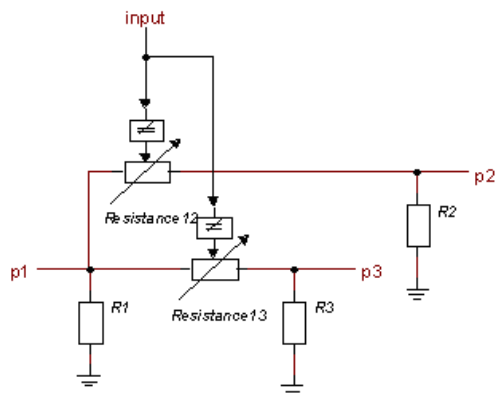 input
p2
Resistance12
R2
p1
p3
R1
Resistance13
R3